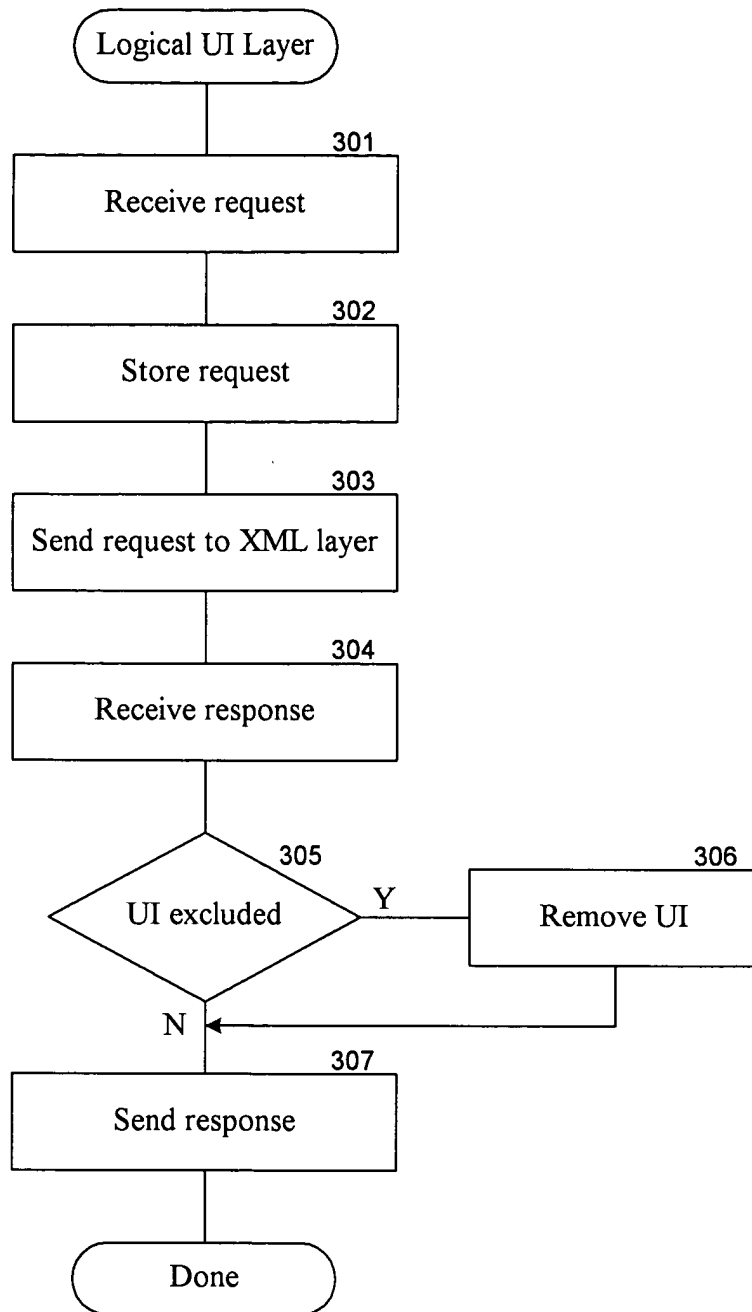 Logical UI Layer
301
Receive request
302
Store request
303
Send request to XML layer
304
Receive response
305
UI excluded
Y
306
Remove UI
N
307
Send response
Done